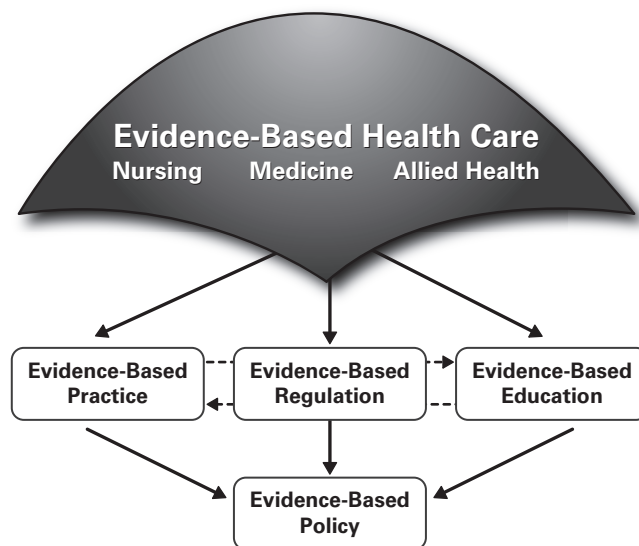 Evidence-Based Health Care
Nursing Medicine Allied Health
Evidence-Based
Practice
Evidence-Based
Regulation
Evidence-Based
Education
Evidence-Based
Policy